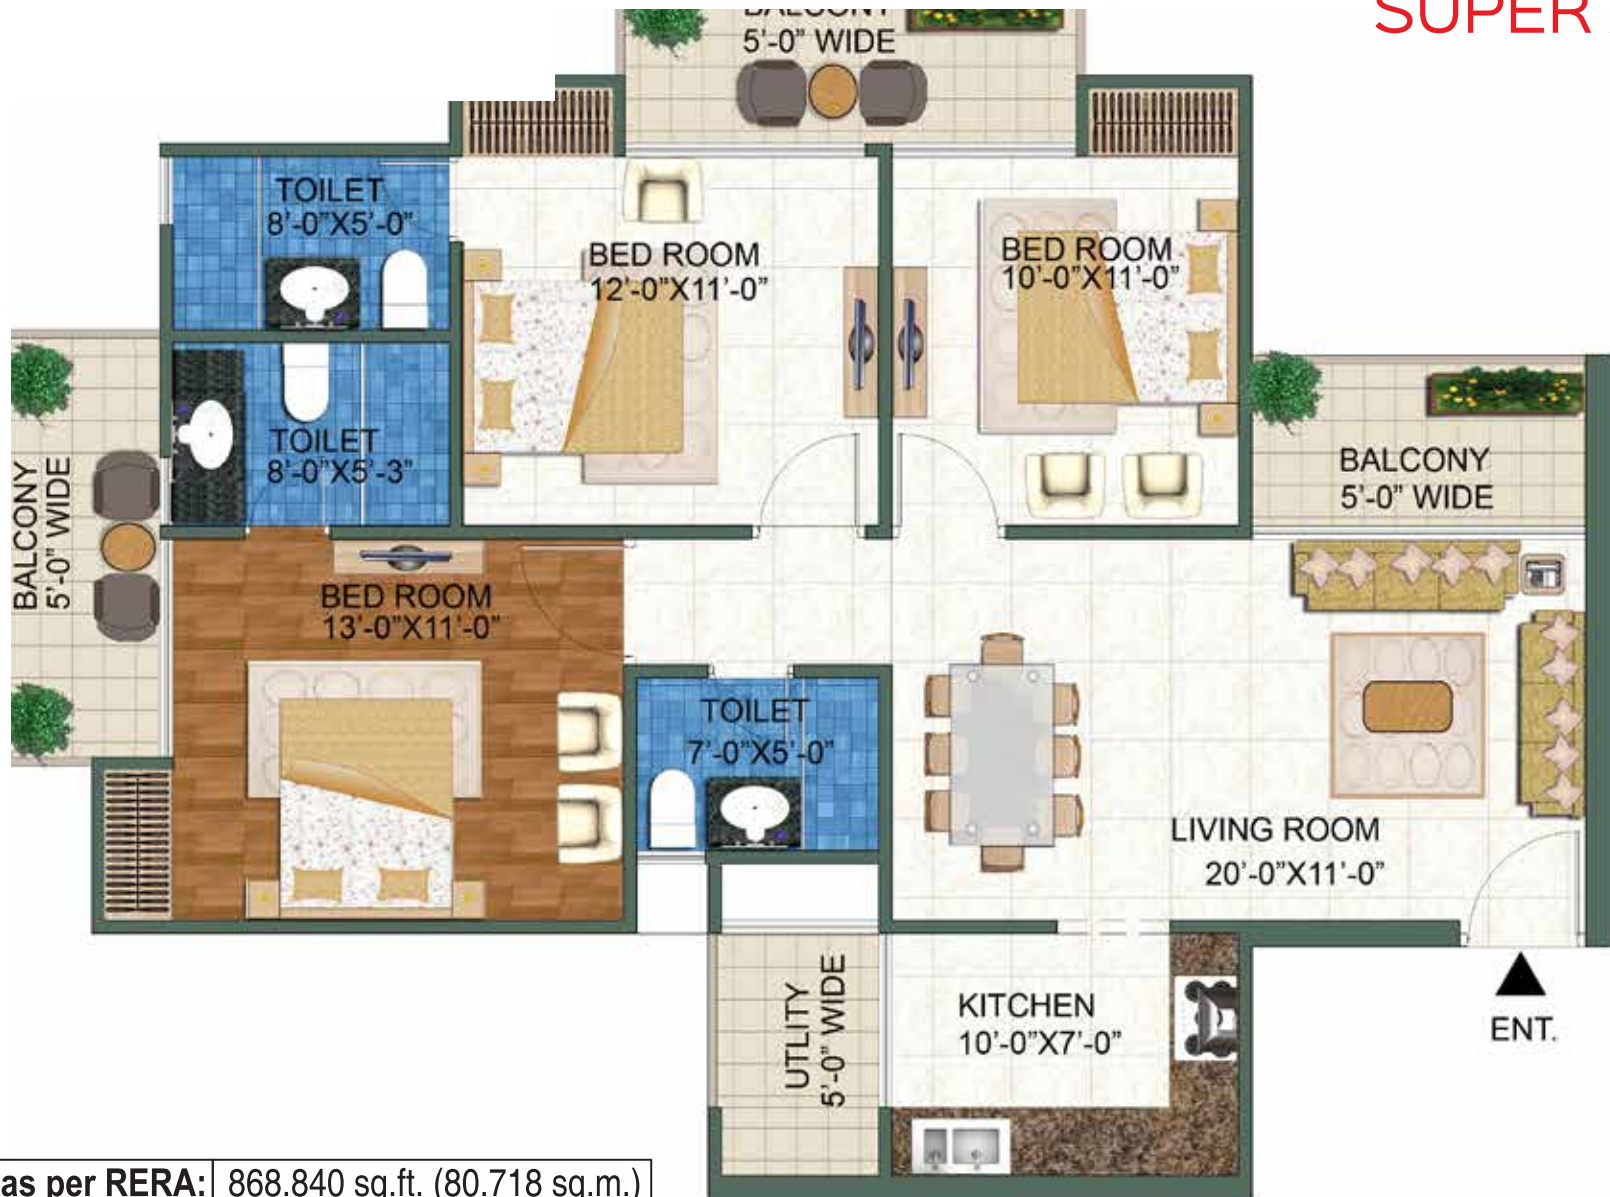 SUPER
BALCONY
5'-0" WIDE
TOILET
8'-0"X5'-0"
BED ROOM
12'-0"X11'-0"
BED ROOM
10'-0"X11'-0"
TOILET
8'-0"X5'-3"
BALCONY
5'-0" WIDE
BALCONY
5'-0" WIDE
BED ROOM
13'-0"X11'-0"
TOILET
7'-0"X5'-0"
LIVING ROOM
20'-0"X11'-0"
UTLITY
5'-0" WIDE
KITCHEN
10'-0"X7'-0"
ENT.
as per RERA: 868.840 sq.ft. (80.718 sq.m.)